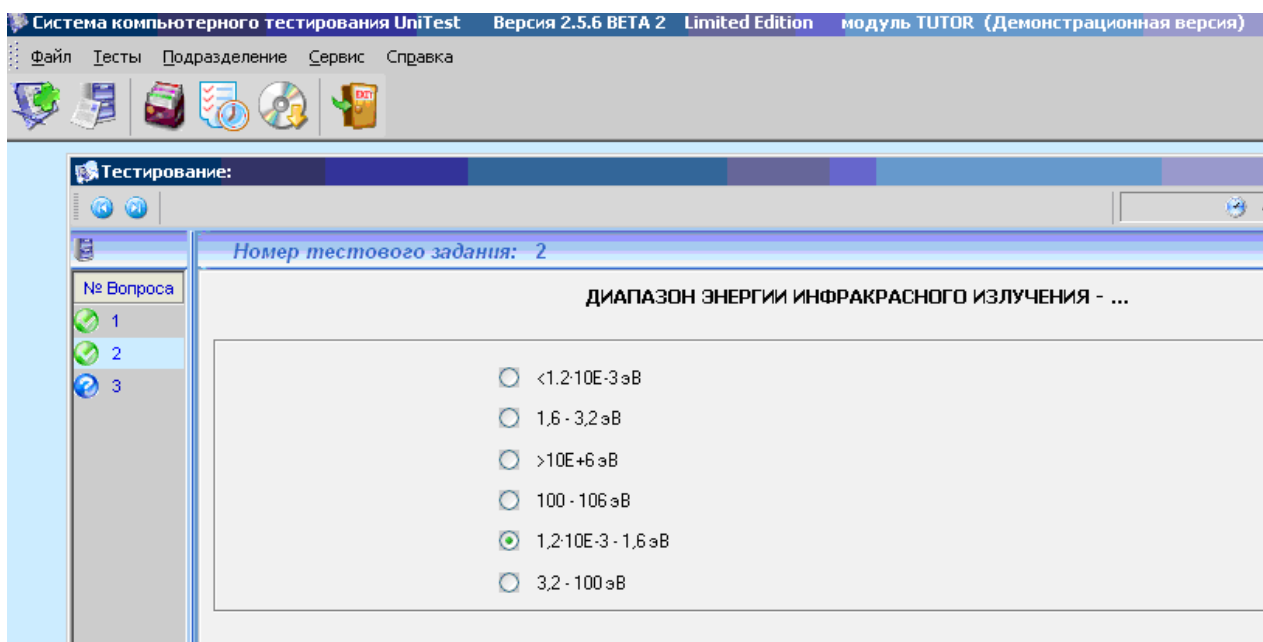 Система компьютерного тестирования UniTest Версия 2.5.6 BETA 2 Limited Edition модуль TUTOR (Демонстрационная версия)
Файл Тесты Подразделение Сервис Справка
EXIT
Тестирование:
Номер тестового задания: 2
№ Вопроса
1
2
3
ДИАПАЗОН ЭНЕРГИИ ИНФРАКРАСНОГО ИЗЛУЧЕНИЯ - ...
<1.2·10E-3 эВ
1,6 - 3,2 эВ
>10E+6 эВ
100 - 106 эВ
1,2·10E-3 - 1,6 эВ
3,2 - 100 эВ